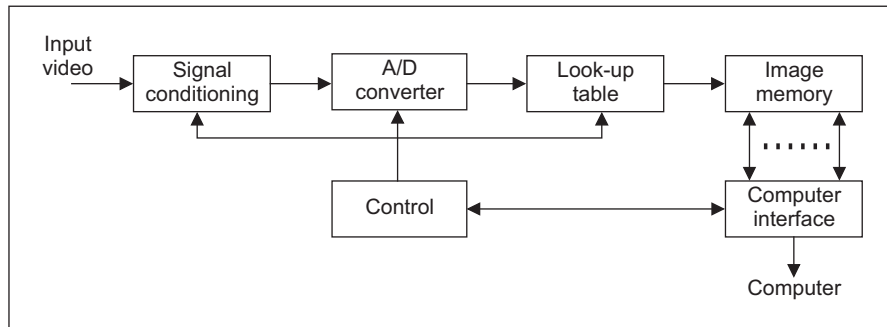 Input
video
Signal
conditioning
A/D
converter
Look-up
table
Image
memory
Control
Computer
interface
Computer